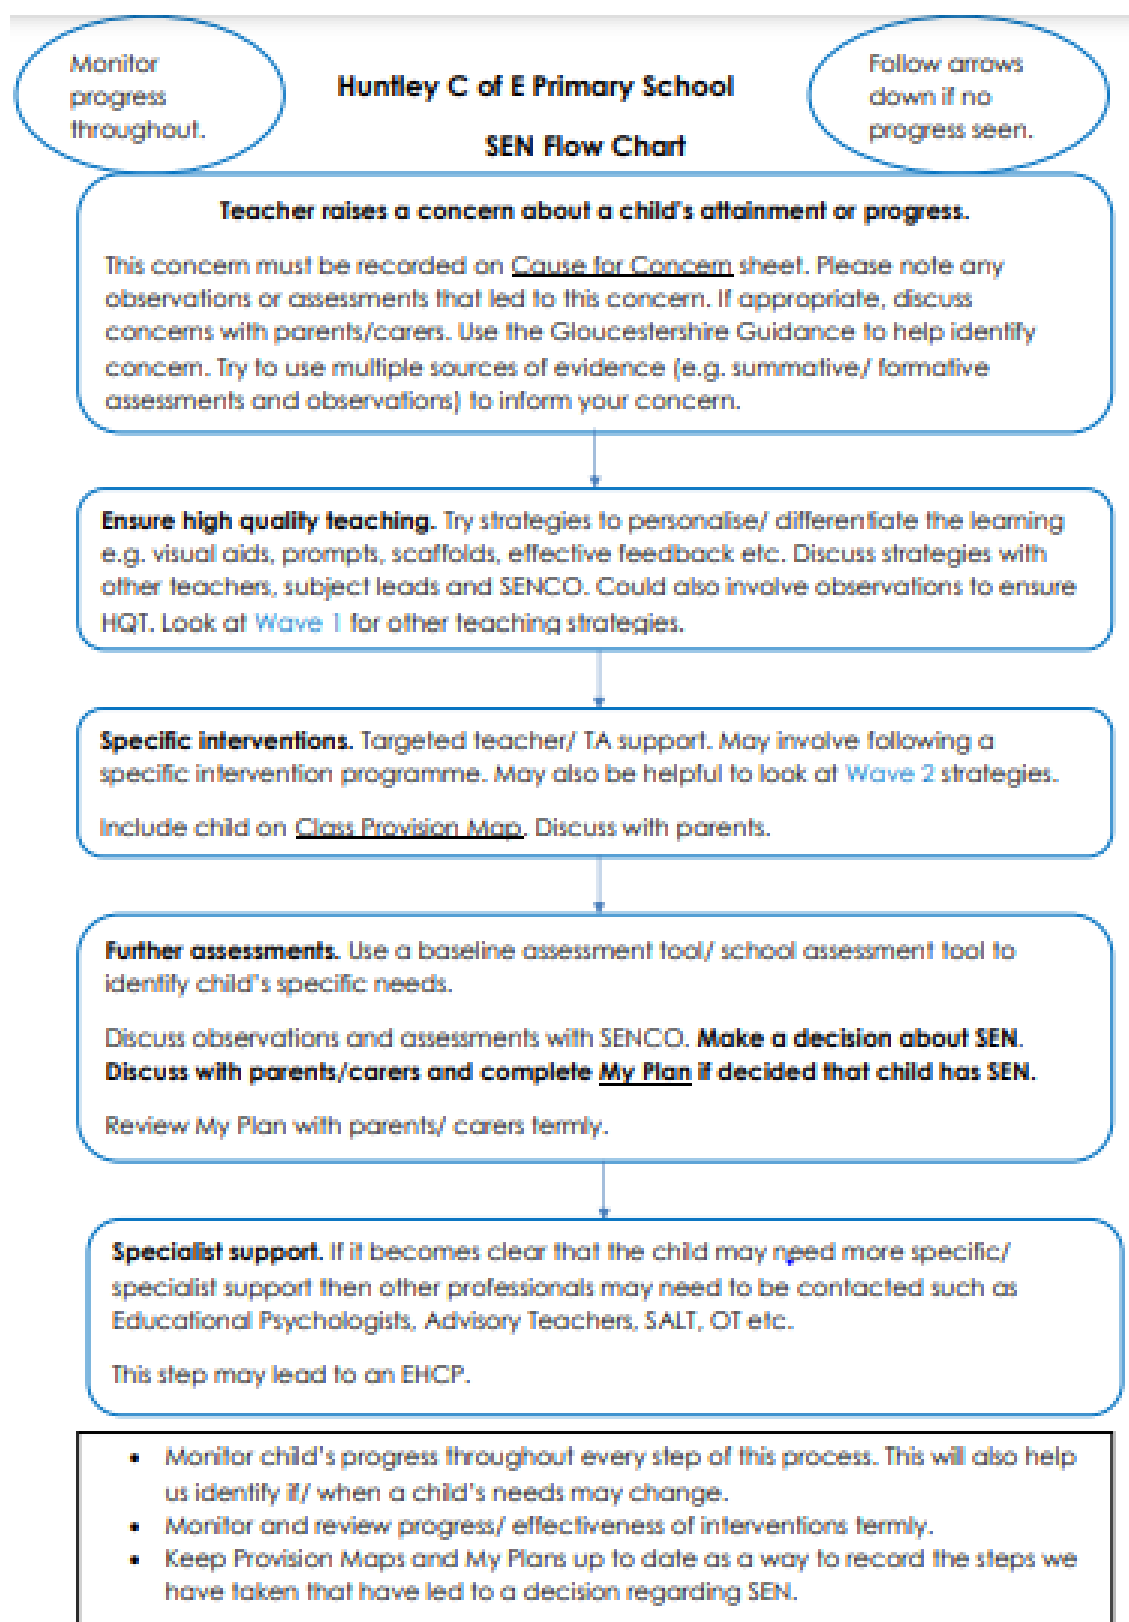 Monitor
progress
throughout.
Huntley C of E Primary School
SEN Flow Chart
Follow arrows
down if no
progress seen.
Teacher raises a concern about a child's attainment or progress.
This concern must be recorded on Cause for Concern sheet. Please note any
observations or assessments that led to this concern. If appropriate, discuss
concerns with parents/carers. Use the Gloucestershire Guidance to help identify
concern. Try to use multiple sources of evidence (e.g. summative/ formative
assessments and observations) to inform your concern.
Ensure high quality teaching. Try strategies to personalise/ differentiate the learning
e.g. visual aids, prompts, scaffolds, effective feedback etc. Discuss strategies with
other teachers, subject leads and SENCO. Could also involve observations to ensure
HQT. Look at Wave 1 for other teaching strategies.
Specific interventions. Targeted teacher/ TA support. May involve following a
specific intervention programme. May also be helpful to look at Wave 2 strategies.
Include child on Class Provision Map. Discuss with parents.
Further assessments. Use a baseline assessment tool/ school assessment tool to
identify child's specific needs.
Discuss observations and assessments with SENCO. Make a decision about SEN.
Discuss with parents/carers and complete My Plan if decided that child has SEN.
Review My Plan with parents/ carers termly.
Specialist support. If it becomes clear that the child may need more specific/
specialist support then other professionals may need to be contacted such as
Educational Psychologists, Advisory Teachers, SALT, OT etc.
This step may lead to an EHCP.
• Monitor child's progress throughout every step of this process. This will also help
us identify if/ when a child's needs may change.
• Monitor and review progress/ effectiveness of interventions termly.
• Keep Provision Maps and My Plans up to date as a way to record the steps we
have taken that have led to a decision regarding SEN.